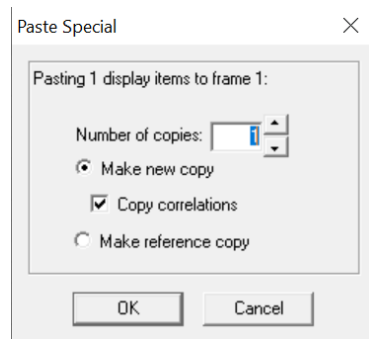 Paste Special
Pasting 1 display items to frame 1:
Number of copies: 1
Make new copy
Copy correlations
Make reference copy
OK Cancel